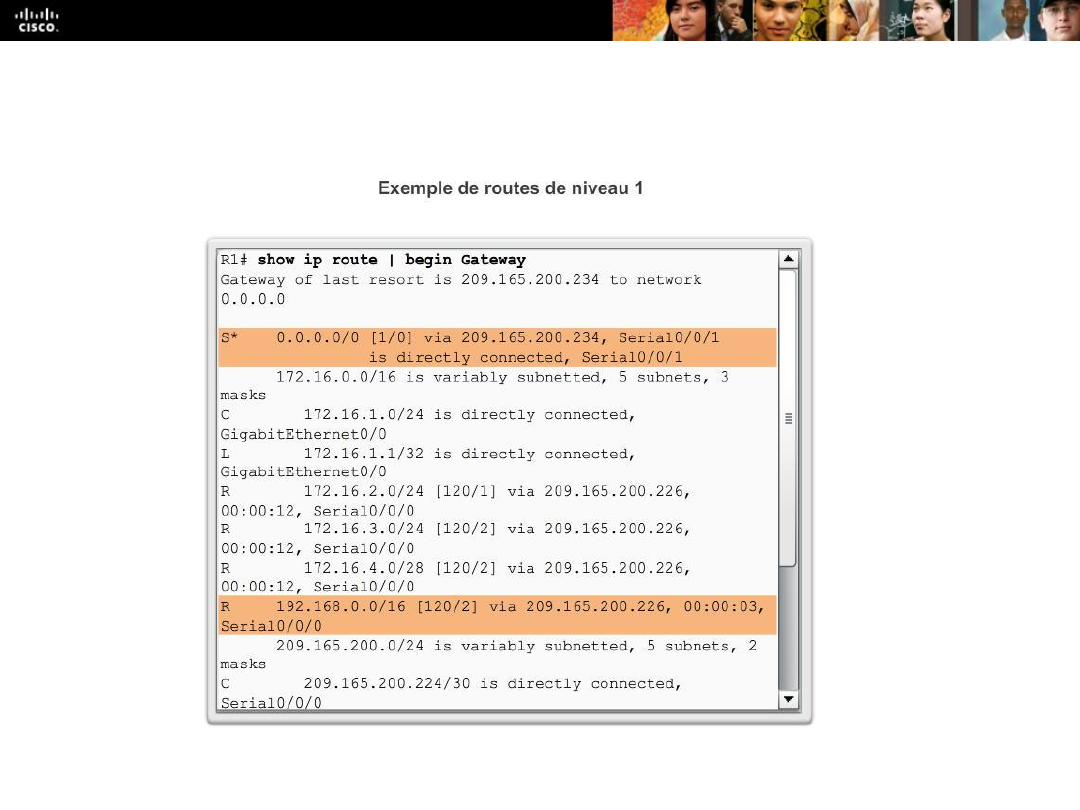 CISCO.
Exemple de routes de niveau 1
R1# show ip route | begin Gateway
Gateway of last resort is 209.165.200.234 to network
0.0.0.0
S* 0.0.0.0/0 [1/0] via 209.165.200.234, Serial0/0/1
is directly connected, Serial0/0/1
172.16.0.0/16 is variably subnetted, 5 subnets, 3
masks
C 172.16.1.0/24 is directly connected,
GigabitEthernet0/0
L 172.16.1.1/32 is directly connected,
GigabitEthernet0/0
R 172.16.2.0/24 [120/1] via 209.165.200.226,
00:00:12, Serial0/0/0
R 172.16.3.0/24 [120/2] via 209.165.200.226,
00:00:12, Serial0/0/0
R 172.16.4.0/28 [120/2] via 209.165.200.226,
00:00:12, Serial0/0/0
R 192.168.0.0/16 [120/2] via 209.165.200.226, 00:00:03,
Serial0/0/0
209.165.200.0/24 is variably subnetted, 5 subnets, 2
masks
C 209.165.200.224/30 is directly connected,
Serial0/0/0